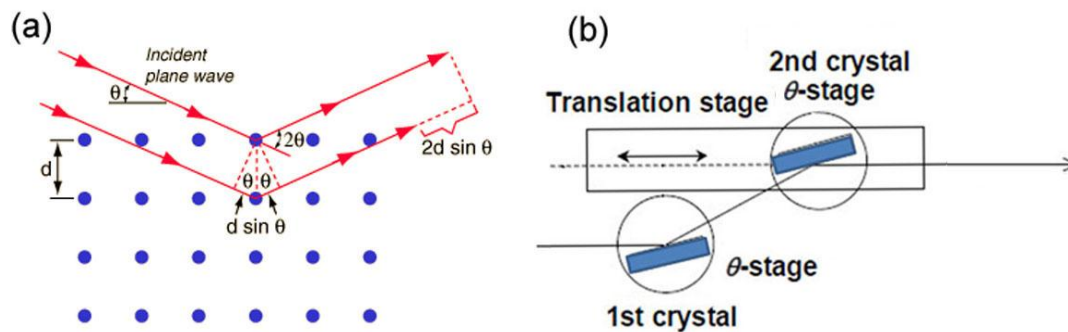 (a)
Incident
plane wave
θ
2θ
d
θ θ
d sin θ
2d sin θ
(b)
2nd crystal
θ-stage
Translation stage
θ-stage
1st crystal